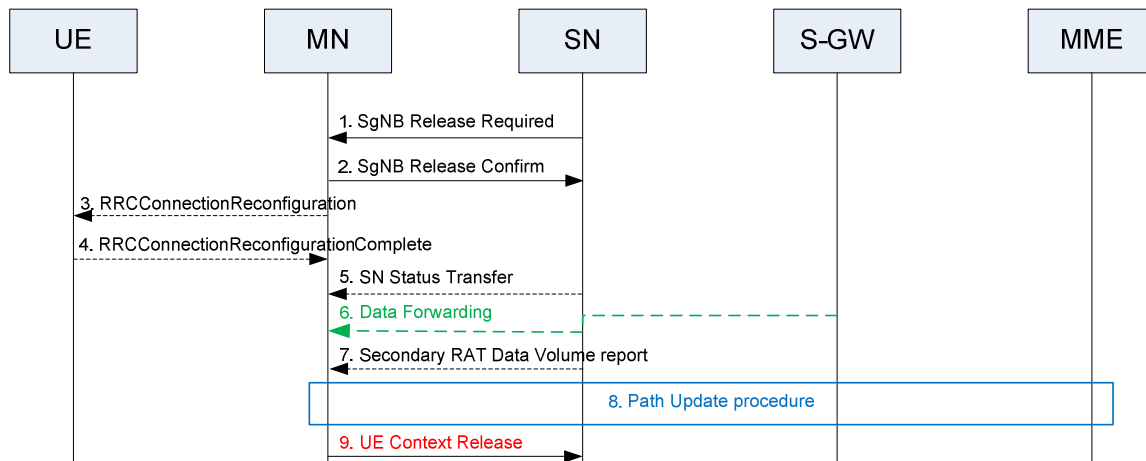 UE
MN
SN
S-GW
MME
1. SgNB Release Required
2. SgNB Release Confirm
3. RRCConnectionReconfiguration
4. RRCConnectionReconfigurationComplete
5. SN Status Transfer
6. Data Forwarding
7. Secondary RAT Data Volume report
8. Path Update procedure
9. UE Context Release